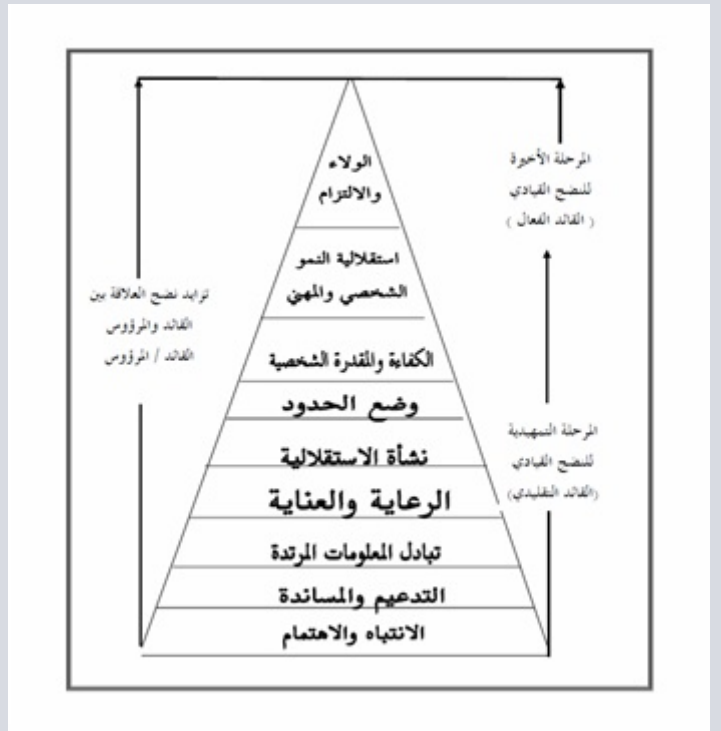 الولاء
والالتزام
استقلالية النمو
الشخصي والمهني
الكفاءة والمقدرة الشخصية
وضع الحدود
نشأة الاستقلالية
الرعاية والعناية
تبادل المعلومات المرتدة
التدعيم والمساندة
الانتباه والاهتمام
المرحلة الأخيرة
للنضج القيادي
( القائد الفعال )
المرحلة التمهيدية
للنضج القيادي
(القائد التقليدي)
تزايد نضج العلاقة بين
القائد والمرؤوس
القائد / المرؤوس